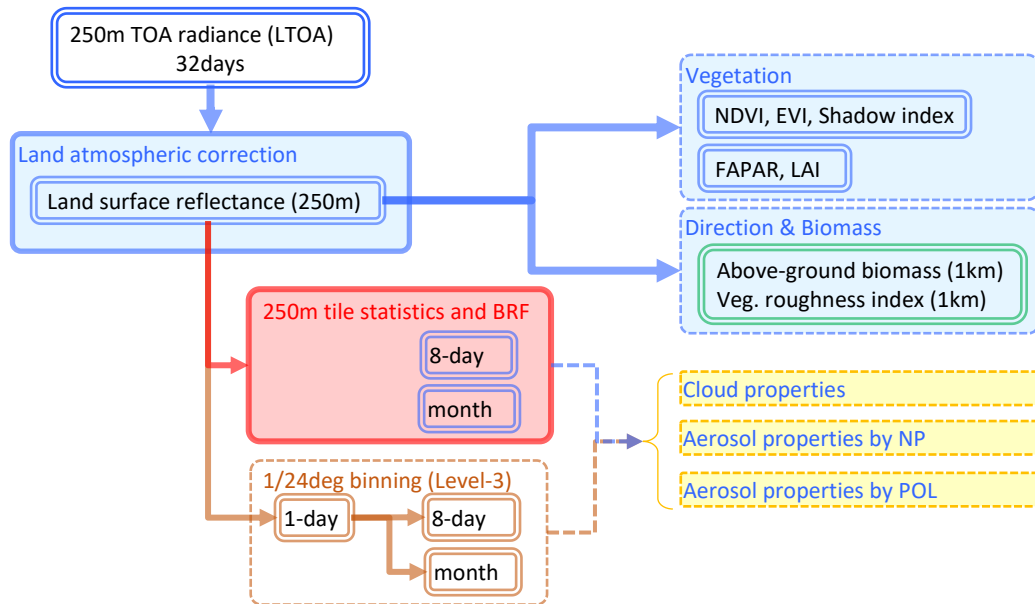 250m TOA radiance (LTOA)
32days
Land atmospheric correction
Land surface reflectance (250m)
Vegetation
NDVI, EVI, Shadow index
FAPAR, LAI
Direction & Biomass
Above-ground biomass (1km)
Veg. roughness index (1km)
250m tile statistics and BRF
8-day
month
1/24deg binning (Level-3)
1-day
8-day
month
Cloud properties
Aerosol properties by NP
Aerosol properties by POL